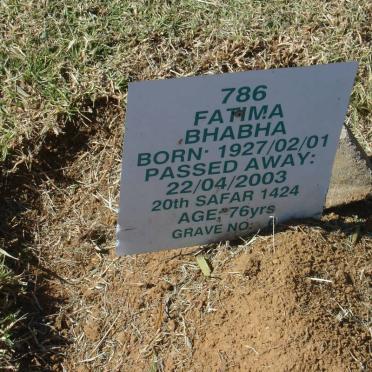 786
FATIMA
BHABHA
BORN: 1927/02/01
PASSED AWAY:
22/04/2003
20th SAFAR 1424
AGE: 76yrs
GRAVE NO: